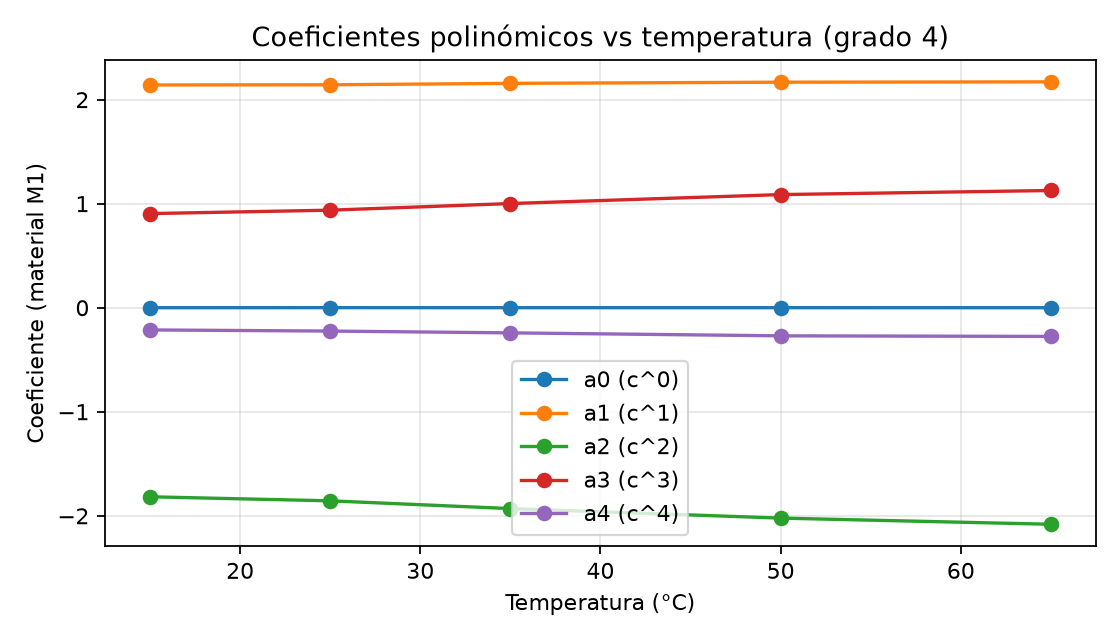 Coeficientes polinómicos vs temperatura (grado 4)
Coeficiente (material M1)
2
1
0
−1
−2
a0 (c^0)
a1 (c^1)
a2 (c^2)
a3 (c^3)
a4 (c^4)
20 30 40 50 60
Temperatura (°C)